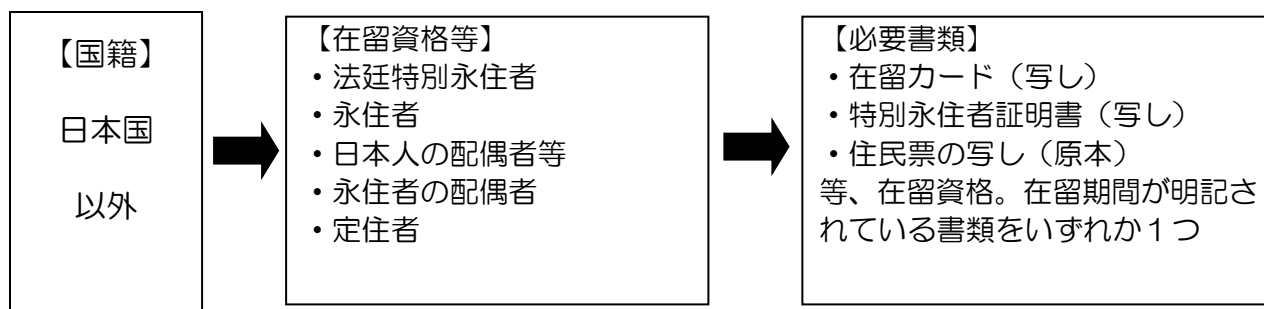 【国籍】
日本国
以外
【在留資格等】
・法廷特別永住者
・永住者
・日本人の配偶者等
・永住者の配偶者
・定住者
【必要書類】
・在留カード（写し）
・特別永住者証明書（写し）
・住民票の写し（原本）
等、在留資格。在留期間が明記さ
れている書類をいずれか１つ